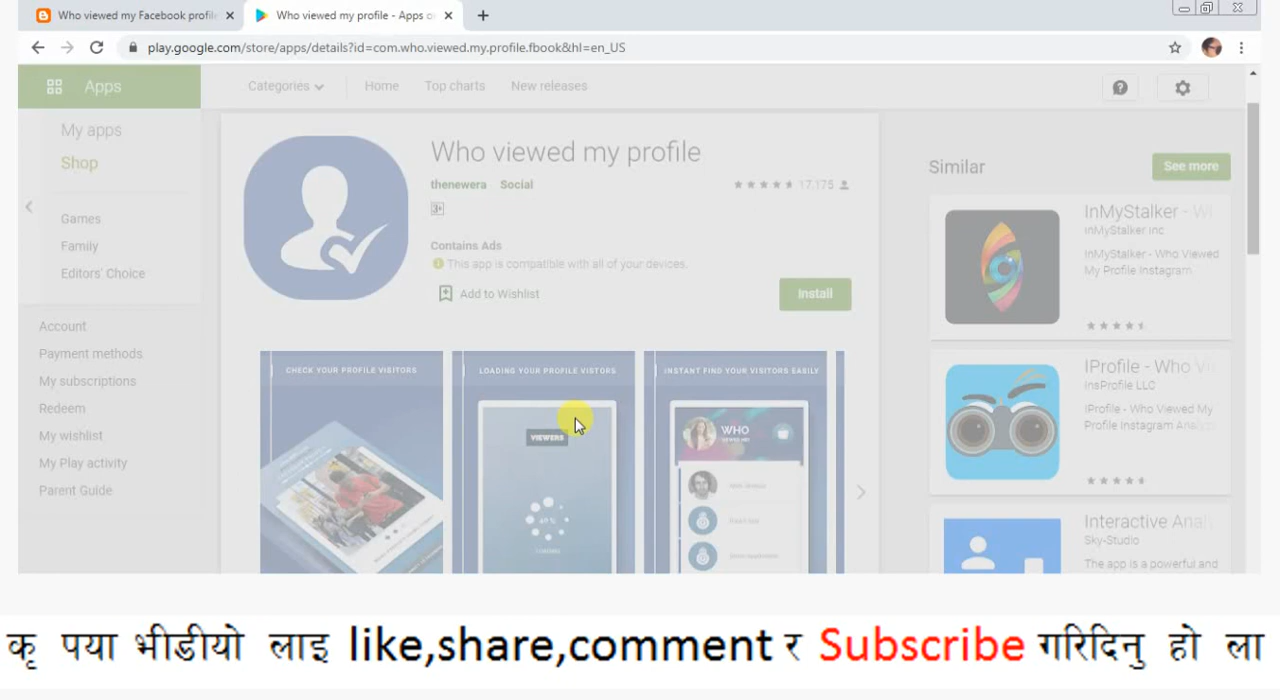 Who viewed my Facebook profile
Who viewed my profile - Apps o
play.google.com/store/apps/details?id=com.who.viewed.my.profile.fbook&hl=en_US
Apps
Categories
Home
Top charts
New releases
My apps
Shop
Games
Family
Editors' Choice
Account
Payment methods
My subscriptions
Redeem
My wishlist
My Play activity
Parent Guide
Who viewed my profile
thenewera Social
17,175
3+
Contains Ads
This app is compatible with all of your devices.
Add to Wishlist
Install
CHECK YOUR PROFILE VISITORS
LOADING YOUR PROFILE VISTORS
VIEWERS
INSTANT FIND YOUR VISITORS EASILY
WHO
Similar
See more
InMyStalker - W
InMyStalker Inc
InMyStalker - Who Viewed
My Profile Instagram
IProfile - Who Vi
InsProfile LLC
IProfile - Who Viewed My
Profile Instagram Analyz
Interactive Anal
Sky-Studio
The app is a powerful and
कृ पया भीडीयो लाइ like,share,comment र Subscribe गरिदिनु हो ला